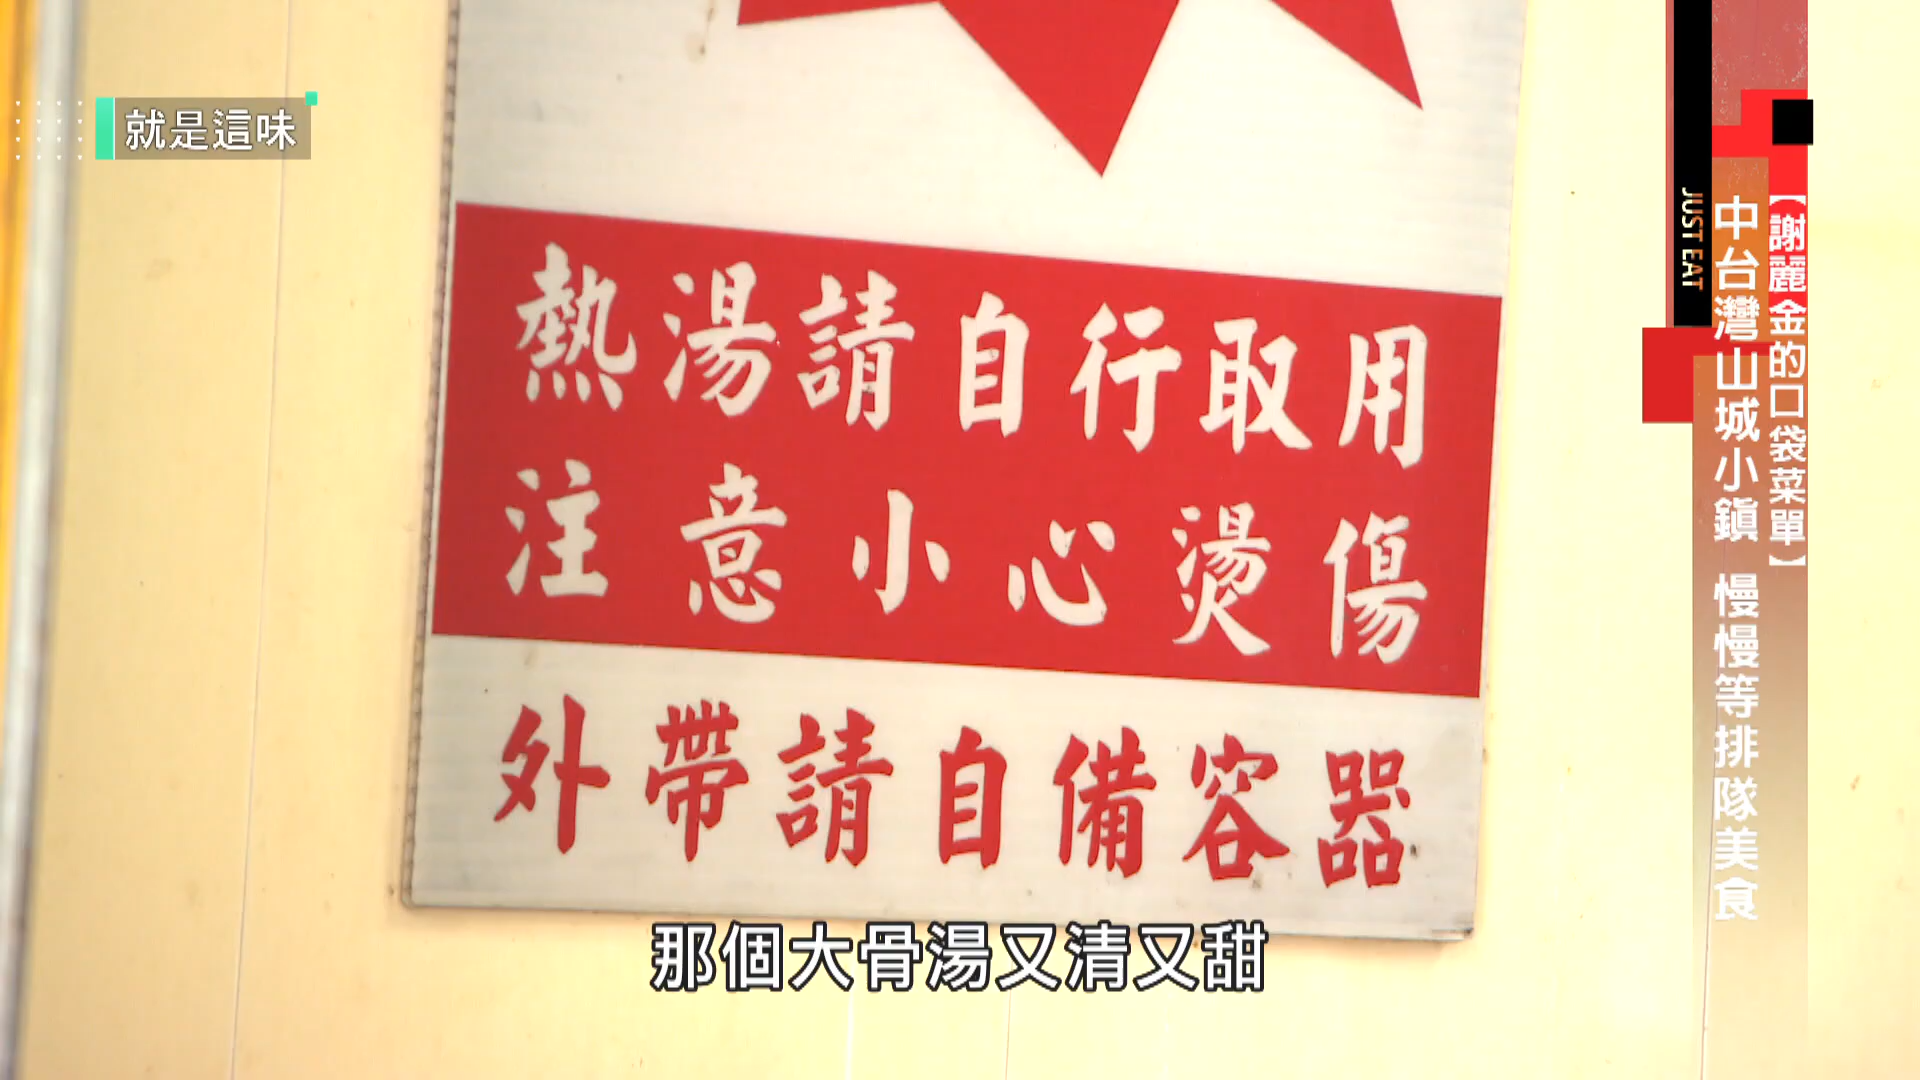 就是這味
熱湯請自行取用
注意小心燙傷
外帶請自備容器
那個大骨湯又清又甜
JUST EAT
【謝麗金的口袋菜單】
中台灣山城小鎮 慢慢等排隊美食